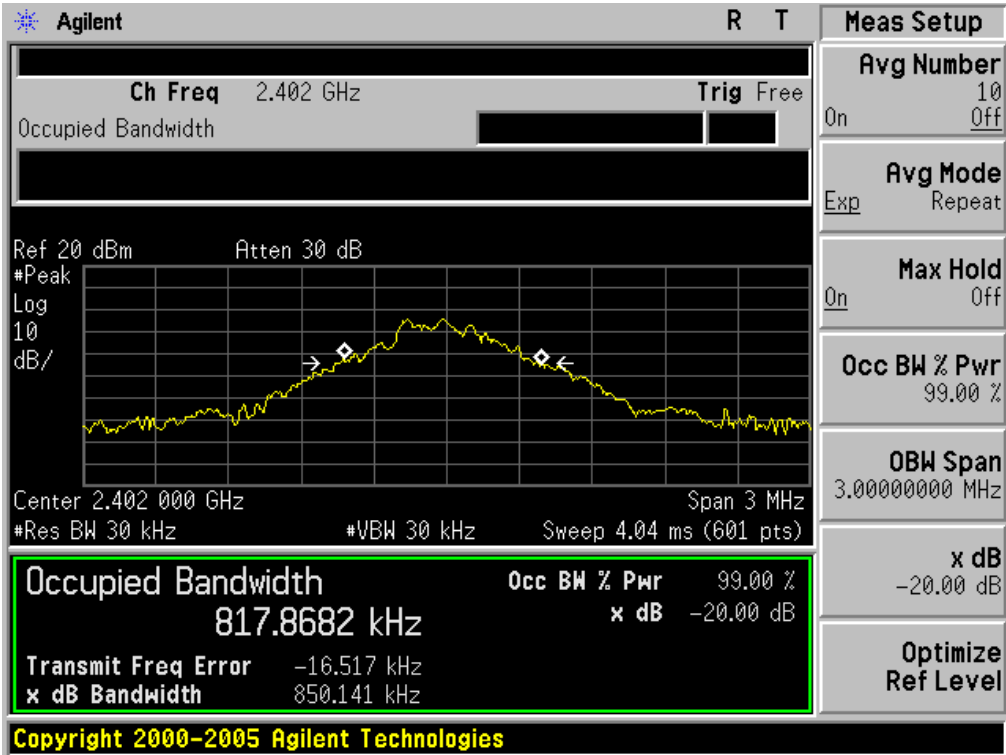 Agilent R T
Ch Freq 2.402 GHz Trig Free
Occupied Bandwidth
Ref 20 dBm Atten 30 dB
#Peak
Log
10
dB/
Center 2.402 000 GHz Span 3 MHz
#Res BW 30 kHz #VBW 30 kHz Sweep 4.04 ms (601 pts)
Occupied Bandwidth
817.8682 kHz
Occ BW % Pwr 99.00 %
x dB -20.00 dB
Transmit Freq Error -16.517 kHz
x dB Bandwidth 850.141 kHz
Copyright 2000-2005 Agilent Technologies
Meas Setup
Avg Number
10
On Off
Avg Mode
Exp Repeat
Max Hold
On Off
Occ BW % Pwr
99.00 %
OBW Span
3.00000000 MHz
x dB
-20.00 dB
Optimize
Ref Level